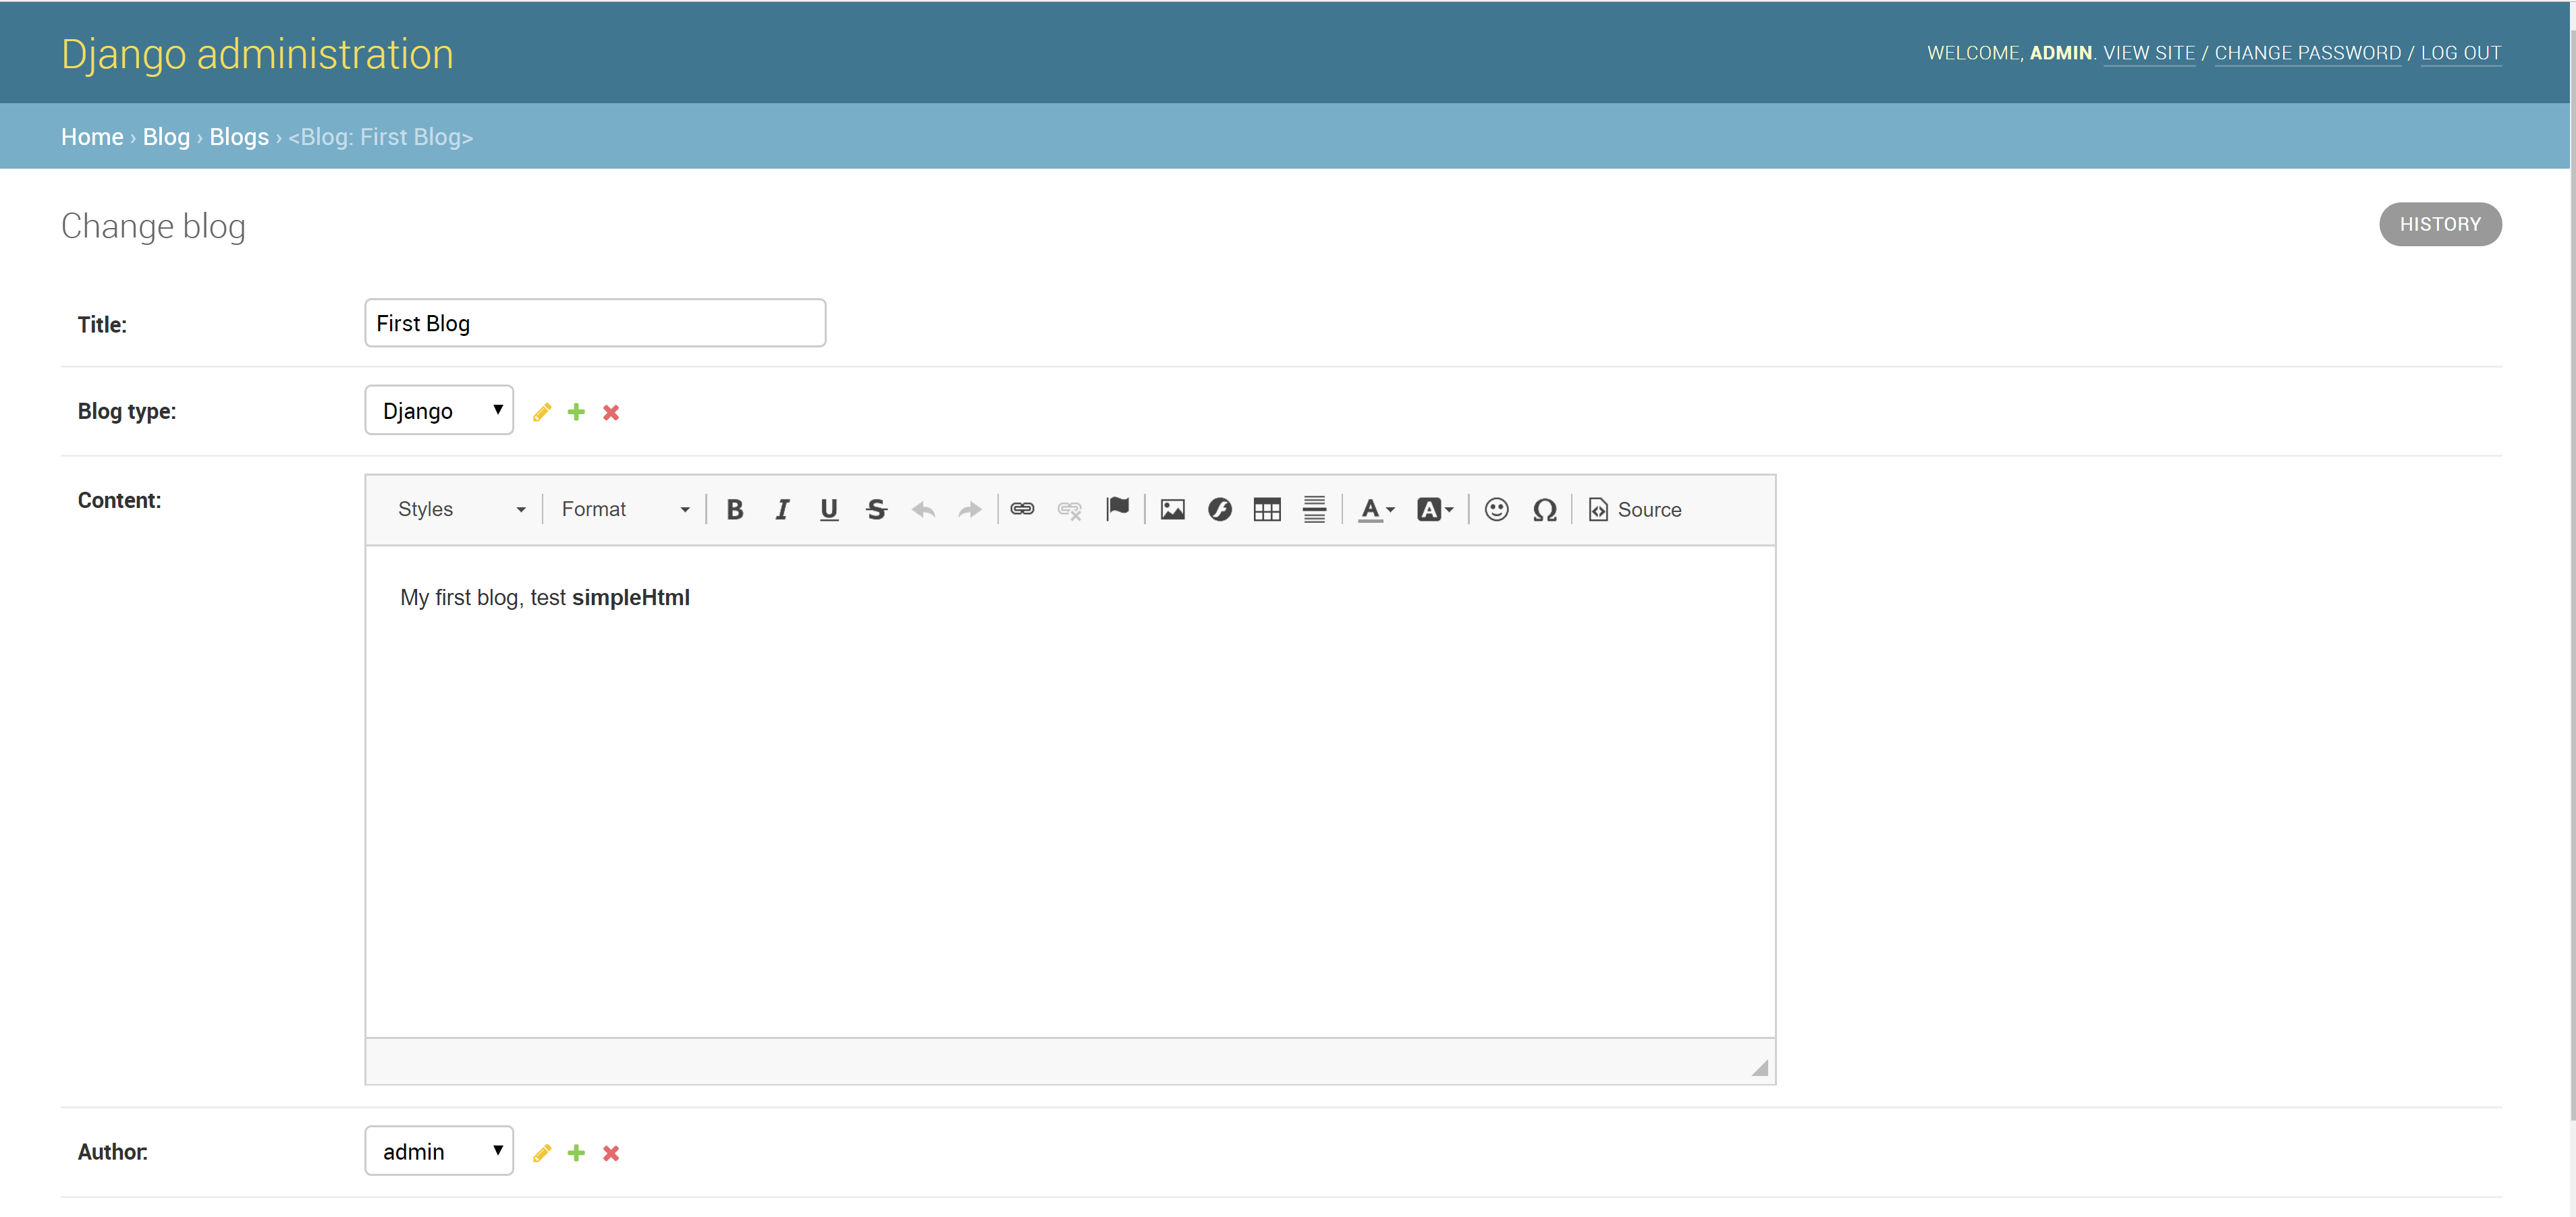 Django administration
WELCOME, ADMIN. VIEW SITE / CHANGE PASSWORD / LOG OUT
Home › Blog › Blogs › <Blog: First Blog>
Change blog
HISTORY
Title: First Blog
Blog type: Django
Content:
Styles Format B I U S A A Ω Source
My first blog, test simpleHtml
Author: admin